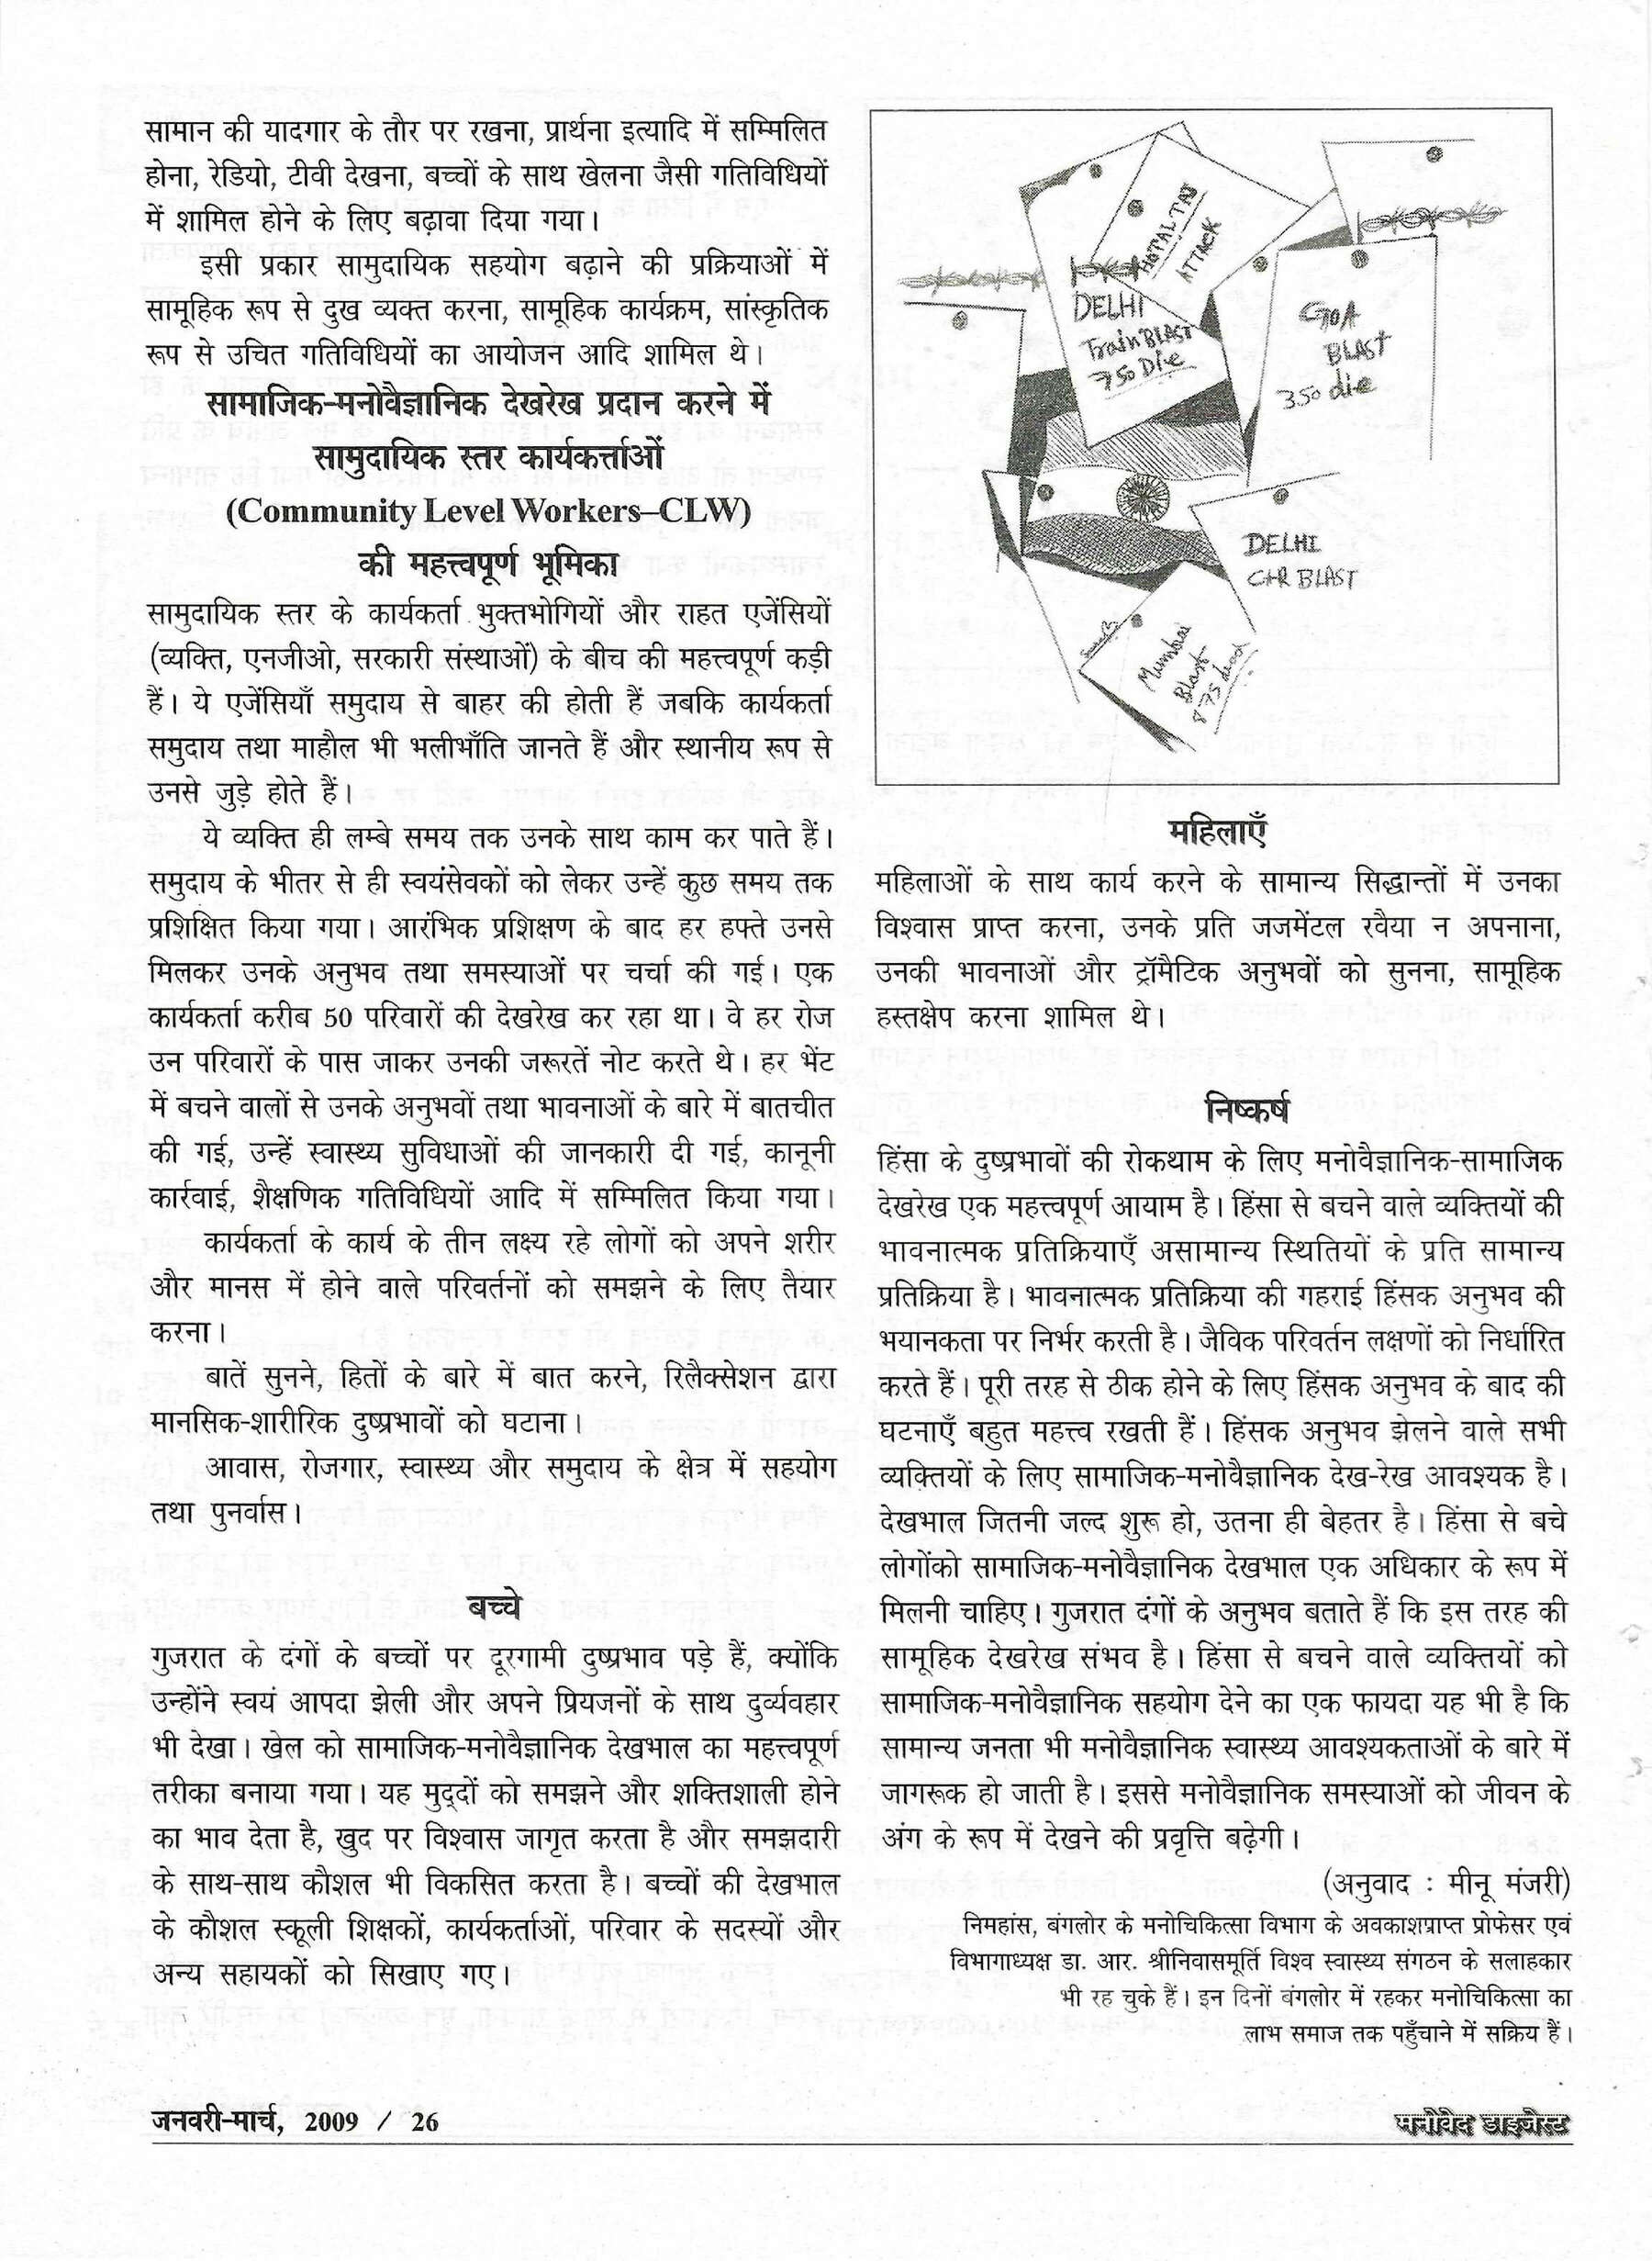 सामान की यादगार के तौर पर रखना, प्रार्थना इत्यादि में सम्मिलित
होना, रेडियो, टीवी देखना, बच्चों के साथ खेलना जैसी गतिविधियों
में शामिल होने के लिए बढ़ावा दिया गया।
इसी प्रकार सामुदायिक सहयोग बढ़ाने की प्रक्रियाओं में
सामूहिक रूप से दुख व्यक्त करना, सामूहिक कार्यक्रम, सांस्कृतिक
रूप से उचित गतिविधियों का आयोजन आदि शामिल थे।
सामाजिक-मनोवैज्ञानिक देखरेख प्रदान करने में
सामुदायिक स्तर कार्यकर्त्ताओं
(Community Level Workers–CLW)
की महत्त्वपूर्ण भूमिका
सामुदायिक स्तर के कार्यकर्ता भुक्तभोगियों और राहत एजेंसियों
(व्यक्ति, एनजीओ, सरकारी संस्थाओं) के बीच की महत्त्वपूर्ण कड़ी
हैं। ये एजेंसियाँ समुदाय से बाहर की होती हैं जबकि कार्यकर्ता
समुदाय तथा माहौल भी भलीभाँति जानते हैं और स्थानीय रूप से
उनसे जुड़े होते हैं।
ये व्यक्ति ही लम्बे समय तक उनके साथ काम कर पाते हैं।
समुदाय के भीतर से ही स्वयंसेवकों को लेकर उन्हें कुछ समय तक
प्रशिक्षित किया गया। आरंभिक प्रशिक्षण के बाद हर हफ्ते उनसे
मिलकर उनके अनुभव तथा समस्याओं पर चर्चा की गई। एक
कार्यकर्ता करीब 50 परिवारों की देखरेख कर रहा था। वे हर रोज
उन परिवारों के पास जाकर उनकी जरूरतें नोट करते थे। हर भेंट
में बचने वालों से उनके अनुभवों तथा भावनाओं के बारे में बातचीत
की गई, उन्हें स्वास्थ्य सुविधाओं की जानकारी दी गई, कानूनी
कार्रवाई, शैक्षणिक गतिविधियों आदि में सम्मिलित किया गया।
कार्यकर्ता के कार्य के तीन लक्ष्य रहे लोगों को अपने शरीर
और मानस में होने वाले परिवर्तनों को समझने के लिए तैयार
करना।
बातें सुनने, हितों के बारे में बात करने, रिलैक्सेशन द्वारा
मानसिक-शारीरिक दुष्प्रभावों को घटाना।
आवास, रोजगार, स्वास्थ्य और समुदाय के क्षेत्र में सहयोग
तथा पुनर्वास।
बच्चे
गुजरात के दंगों के बच्चों पर दूरगामी दुष्प्रभाव पड़े हैं, क्योंकि
उन्होंने स्वयं आपदा झेली और अपने प्रियजनों के साथ दुर्व्यवहार
भी देखा। खेल को सामाजिक-मनोवैज्ञानिक देखभाल का महत्त्वपूर्ण
तरीका बनाया गया। यह मुद्दों को समझने और शक्तिशाली होने
का भाव देता है, खुद पर विश्वास जागृत करता है और समझदारी
के साथ-साथ कौशल भी विकसित करता है। बच्चों की देखभाल
के कौशल स्कूली शिक्षकों, कार्यकर्ताओं, परिवार के सदस्यों और
अन्य सहायकों को सिखाए गए।
HOTAL TAJ
ATTACK
DELHI
Train BLAST
750 Die
GOA
BLAST
350 die
DELHI
CHR BLAST
Mumbai
Blast
875 dead
महिलाएँ
महिलाओं के साथ कार्य करने के सामान्य सिद्धान्तों में उनका
विश्वास प्राप्त करना, उनके प्रति जजमेंटल रवैया न अपनाना,
उनकी भावनाओं और ट्रॉमैटिक अनुभवों को सुनना, सामूहिक
हस्तक्षेप करना शामिल थे।
निष्कर्ष
हिंसा के दुष्प्रभावों की रोकथाम के लिए मनोवैज्ञानिक-सामाजिक
देखरेख एक महत्त्वपूर्ण आयाम है। हिंसा से बचने वाले व्यक्तियों की
भावनात्मक प्रतिक्रियाएँ असामान्य स्थितियों के प्रति सामान्य
प्रतिक्रिया है। भावनात्मक प्रतिक्रिया की गहराई हिंसक अनुभव की
भयानकता पर निर्भर करती है। जैविक परिवर्तन लक्षणों को निर्धारित
करते हैं। पूरी तरह से ठीक होने के लिए हिंसक अनुभव के बाद की
घटनाएँ बहुत महत्त्व रखती हैं। हिंसक अनुभव झेलने वाले सभी
व्यक्तियों के लिए सामाजिक-मनोवैज्ञानिक देख-रेख आवश्यक है।
देखभाल जितनी जल्द शुरू हो, उतना ही बेहतर है। हिंसा से बचे
लोगोंको सामाजिक-मनोवैज्ञानिक देखभाल एक अधिकार के रूप में
मिलनी चाहिए। गुजरात दंगों के अनुभव बताते हैं कि इस तरह की
सामूहिक देखरेख संभव है। हिंसा से बचने वाले व्यक्तियों को
सामाजिक-मनोवैज्ञानिक सहयोग देने का एक फायदा यह भी है कि
सामान्य जनता भी मनोवैज्ञानिक स्वास्थ्य आवश्यकताओं के बारे में
जागरूक हो जाती है। इससे मनोवैज्ञानिक समस्याओं को जीवन के
अंग के रूप में देखने की प्रवृत्ति बढ़ेगी।
(अनुवाद : मीनू मंजरी)
निमहांस, बंगलोर के मनोचिकित्सा विभाग के अवकाशप्राप्त प्रोफेसर एवं
विभागाध्यक्ष डा. आर. श्रीनिवासमूर्ति विश्व स्वास्थ्य संगठन के सलाहकार
भी रह चुके हैं। इन दिनों बंगलोर में रहकर मनोचिकित्सा का
लाभ समाज तक पहुँचाने में सक्रिय हैं।
जनवरी-मार्च, 2009 / 26
मनोवेद डाइजेस्ट